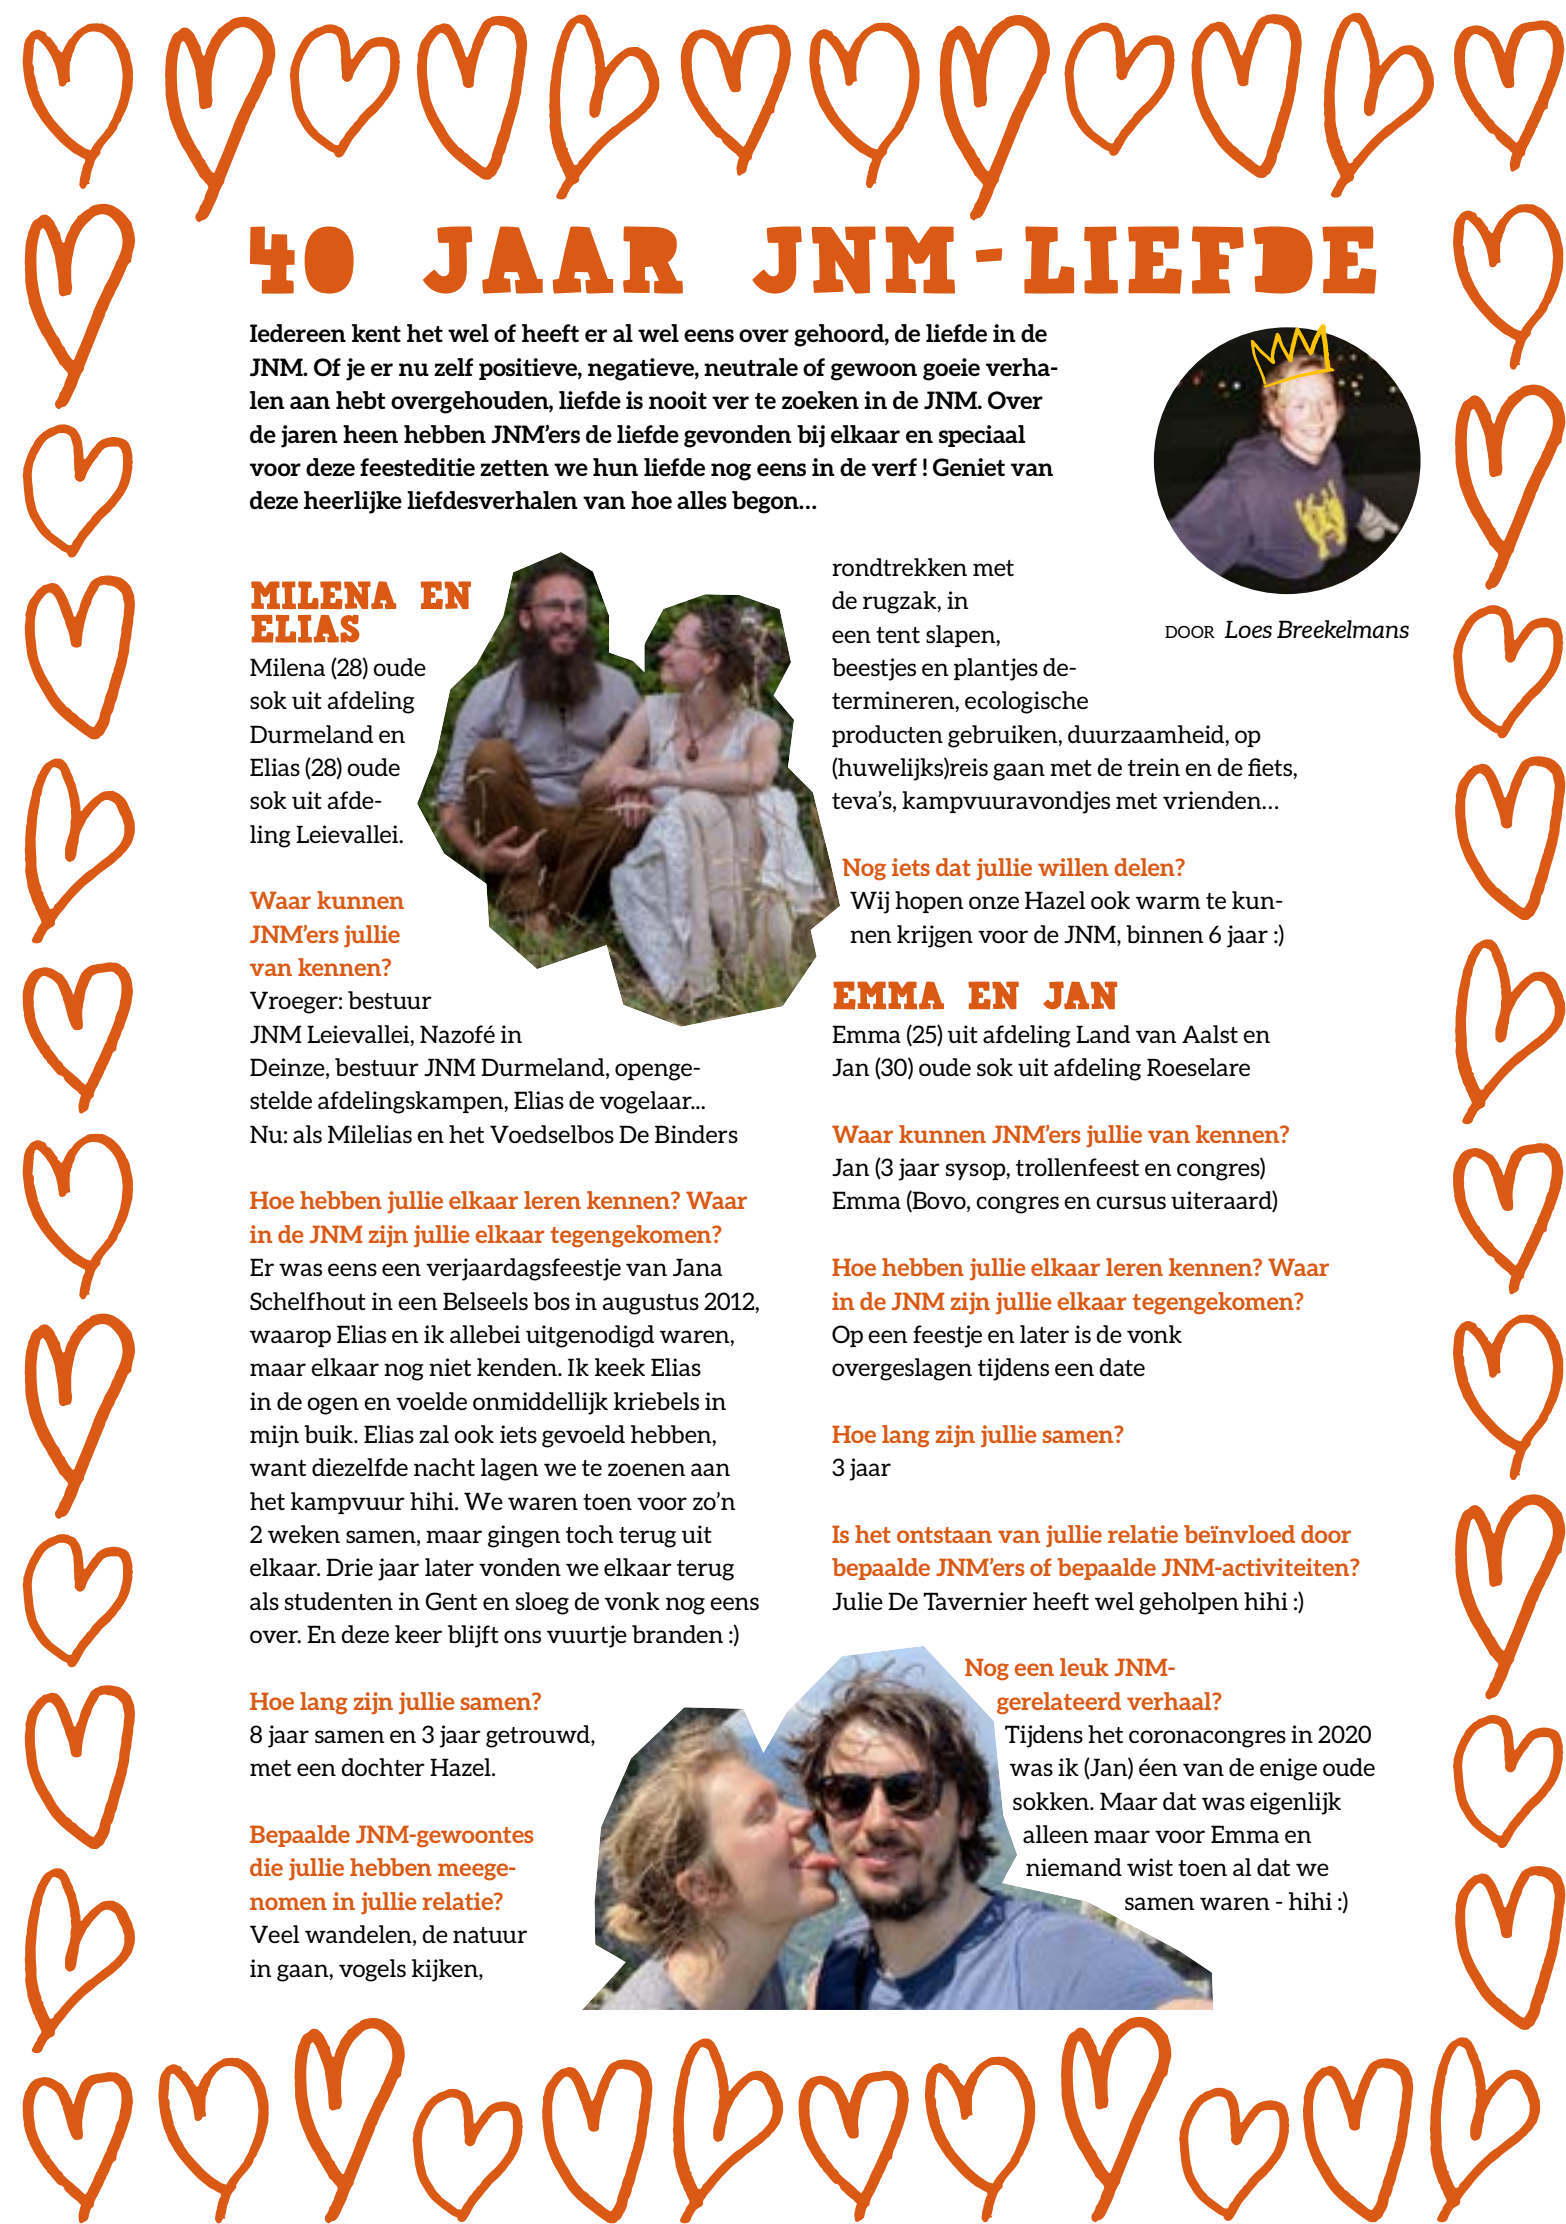 40 JAAR JNM-LIEFDE
Iedereen kent het wel of heeft er al wel eens over gehoord, de liefde in de
JNM. Of je er nu zelf positieve, negatieve, neutrale of gewoon goeie verha-
len aan hebt overgehouden, liefde is nooit ver te zoeken in de JNM. Over
de jaren heen hebben JNM’ers de liefde gevonden bij elkaar en speciaal
voor deze feesteditie zetten we hun liefde nog eens in de verf ! Geniet van
deze heerlijke liefdesverhalen van hoe alles begon...
DOOR Loes Breekelmans
MILENA EN
ELIAS
Milena (28) oude
sok uit afdeling
Durmeland en
Elias (28) oude
sok uit afde-
ling Leievallei.
Waar kunnen
JNM’ers jullie
van kennen?
Vroeger: bestuur
JNM Leievallei, Nazofé in
Deinze, bestuur JNM Durmeland, openge-
stelde afdelingskampen, Elias de vogelaar...
Nu: als Milelias en het Voedselbos De Binders
Hoe hebben jullie elkaar leren kennen? Waar
in de JNM zijn jullie elkaar tegengekomen?
Er was eens een verjaardagsfeestje van Jana
Schelfhout in een Belseels bos in augustus 2012,
waarop Elias en ik allebei uitgenodigd waren,
maar elkaar nog niet kenden. Ik keek Elias
in de ogen en voelde onmiddellijk kriebels in
mijn buik. Elias zal ook iets gevoeld hebben,
want diezelfde nacht lagen we te zoenen aan
het kampvuur hihi. We waren toen voor zo’n
2 weken samen, maar gingen toch terug uit
elkaar. Drie jaar later vonden we elkaar terug
als studenten in Gent en sloeg de vonk nog eens
over. En deze keer blijft ons vuurtje branden :)
Hoe lang zijn jullie samen?
8 jaar samen en 3 jaar getrouwd,
met een dochter Hazel.
Bepaalde JNM-gewoontes
die jullie hebben meege-
nomen in jullie relatie?
Veel wandelen, de natuur
in gaan, vogels kijken,
rondtrekken met
de rugzak, in
een tent slapen,
beestjes en plantjes de-
termineren, ecologische
producten gebruiken, duurzaamheid, op
(huwelijks)reis gaan met de trein en de fiets,
teva’s, kampvuuravondjes met vrienden...
Nog iets dat jullie willen delen?
Wij hopen onze Hazel ook warm te kun-
nen krijgen voor de JNM, binnen 6 jaar :)
EMMA EN JAN
Emma (25) uit afdeling Land van Aalst en
Jan (30) oude sok uit afdeling Roeselare
Waar kunnen JNM’ers jullie van kennen?
Jan (3 jaar sysop, trollenfeest en congres)
Emma (Bovo, congres en cursus uiteraard)
Hoe hebben jullie elkaar leren kennen? Waar
in de JNM zijn jullie elkaar tegengekomen?
Op een feestje en later is de vonk
overgeslagen tijdens een date
Hoe lang zijn jullie samen?
3 jaar
Is het ontstaan van jullie relatie beïnvloed door
bepaalde JNM’ers of bepaalde JNM-activiteiten?
Julie De Tavernier heeft wel geholpen hihi :)
Nog een leuk JNM-
gerelateerd verhaal?
Tijdens het coronacongres in 2020
was ik (Jan) éen van de enige oude
sokken. Maar dat was eigenlijk
alleen maar voor Emma en
niemand wist toen al dat we
samen waren - hihi :)